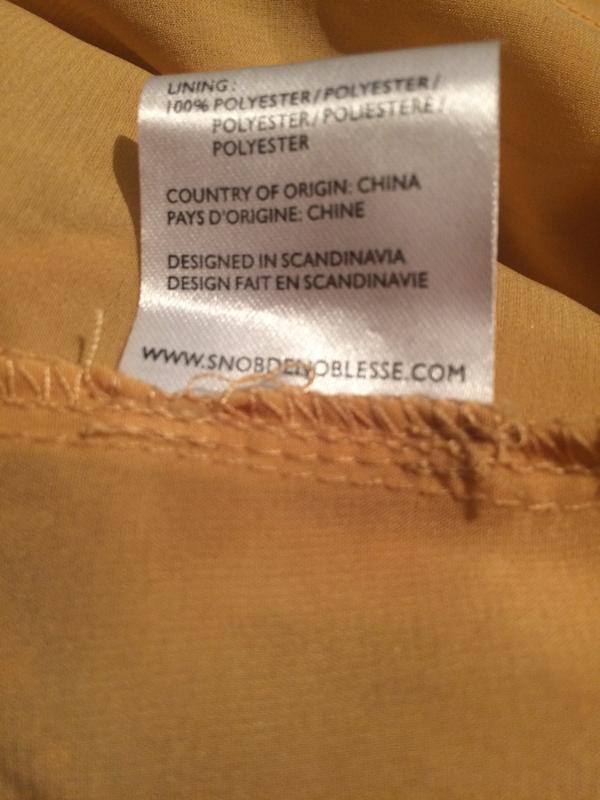 LINING:
100% POLYESTER/POLYESTER/
POLYESTER/POLIESTERE/
POLYESTER
COUNTRY OF ORIGIN: CHINA
PAYS D'ORIGINE: CHINE
DESIGNED IN SCANDINAVIA
DESIGN FAIT EN SCANDINAVIE
WWW.SNOBDENOBLESSE.COM